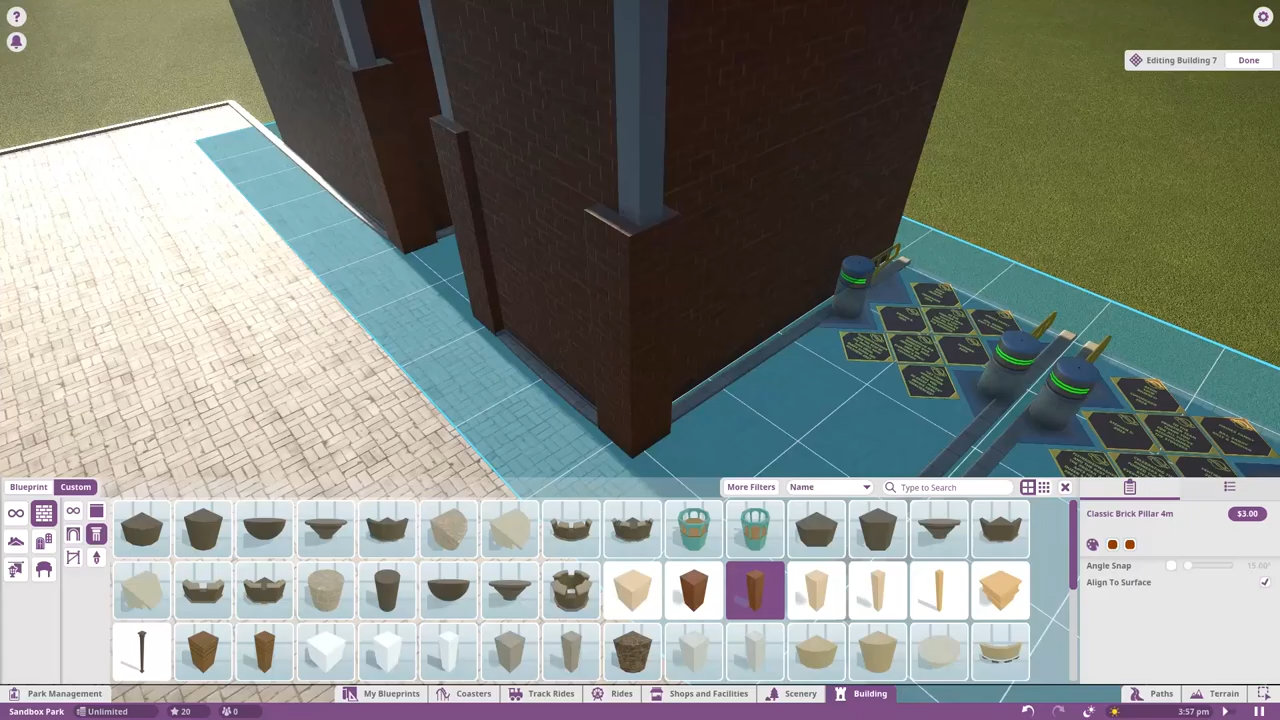 ?
Editing Building 7
Done
Blueprint
Custom
More Filters
Name
Type to Search
Classic Brick Pillar 4m
$3.00
Angle Snap
15.00°
Align To Surface
Park Management
My Blueprints
Coasters
Track Rides
Rides
Shops and Facilities
Scenery
Building
Paths
Terrain
Sandbox Park
Unlimited
20
0
3:57 pm